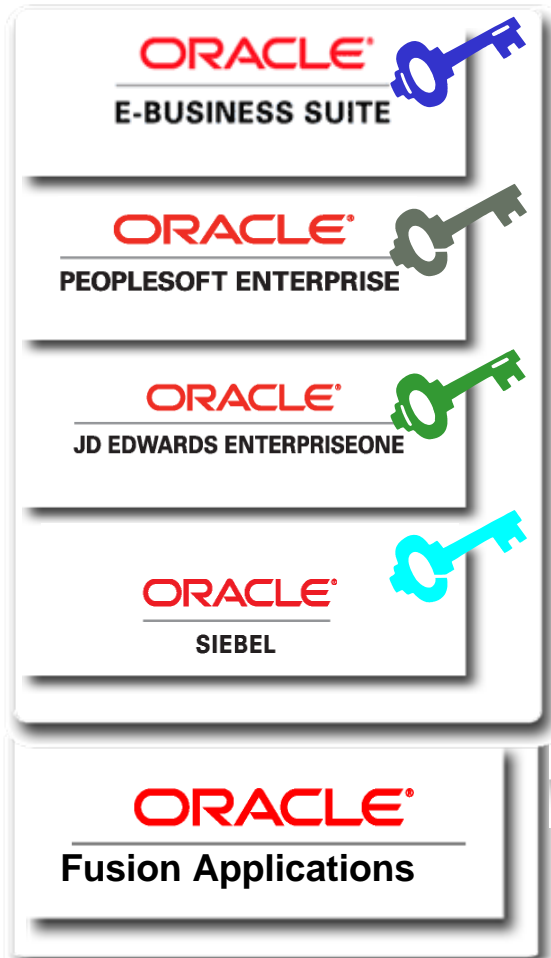 ORACLE®
E-BUSINESS SUITE
ORACLE®
PEOPLESOFT ENTERPRISE
ORACLE®
JD EDWARDS ENTERPRISEONE
ORACLE®
SIEBEL
ORACLE®
Fusion Applications